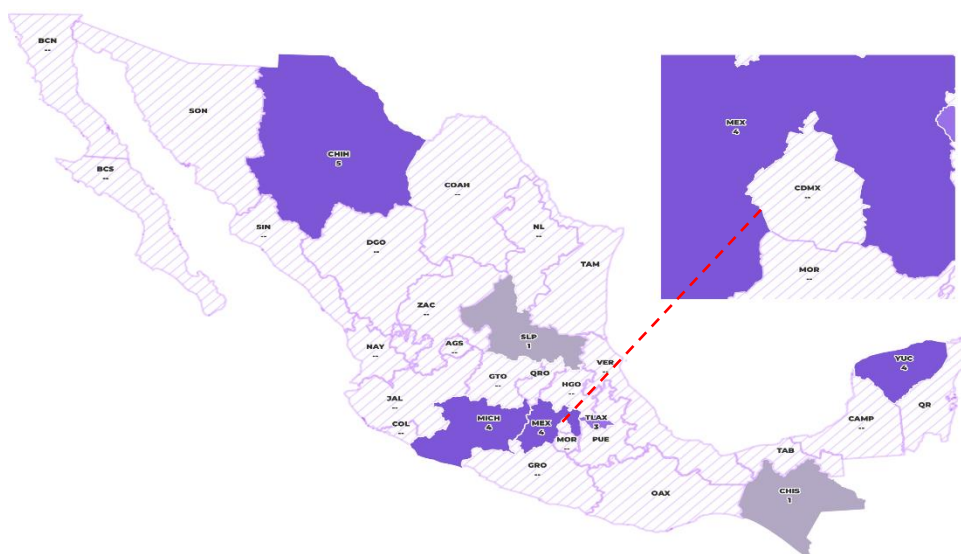 BCN
--
SON
CHIH
5
MEX
4
BCS
--
COAH
--
CDMX
--
SIN
--
DGO
--
NL
--
TAM
MOR
--
ZAC
--
SLP
1
NAY
--
AGS
--
VER
--
YUC
4
GTO
--
QRO
HGO
--
JAL
--
MICH
4
MEX
4
TLAX
3
COL
--
MOR
--
PUE
CAMP
--
QR
GRO
--
TAB
OAX
CHIS
1